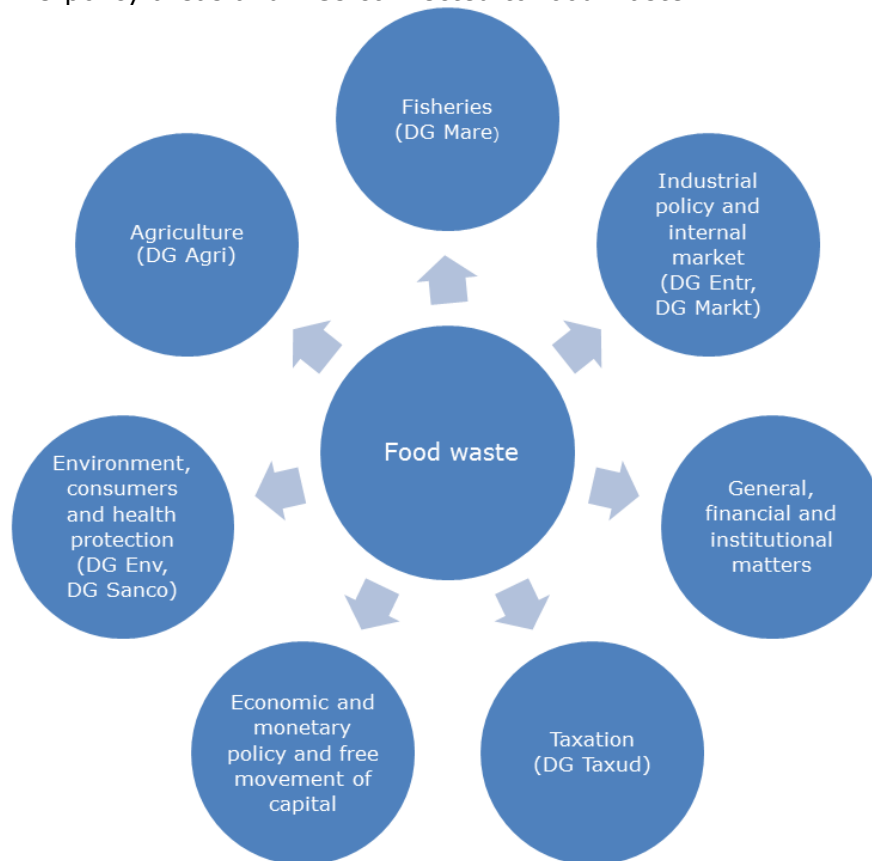 Fisheries
(DG Mare)
Industrial
policy and
internal
market
(DG Entr,
DG Markt)
Agriculture
(DG Agri)
Food waste
Environment,
consumers
and health
protection
(DG Env,
DG Sanco)
General,
financial and
institutional
matters
Economic and
monetary
policy and free
movement of
capital
Taxation
(DG Taxud)